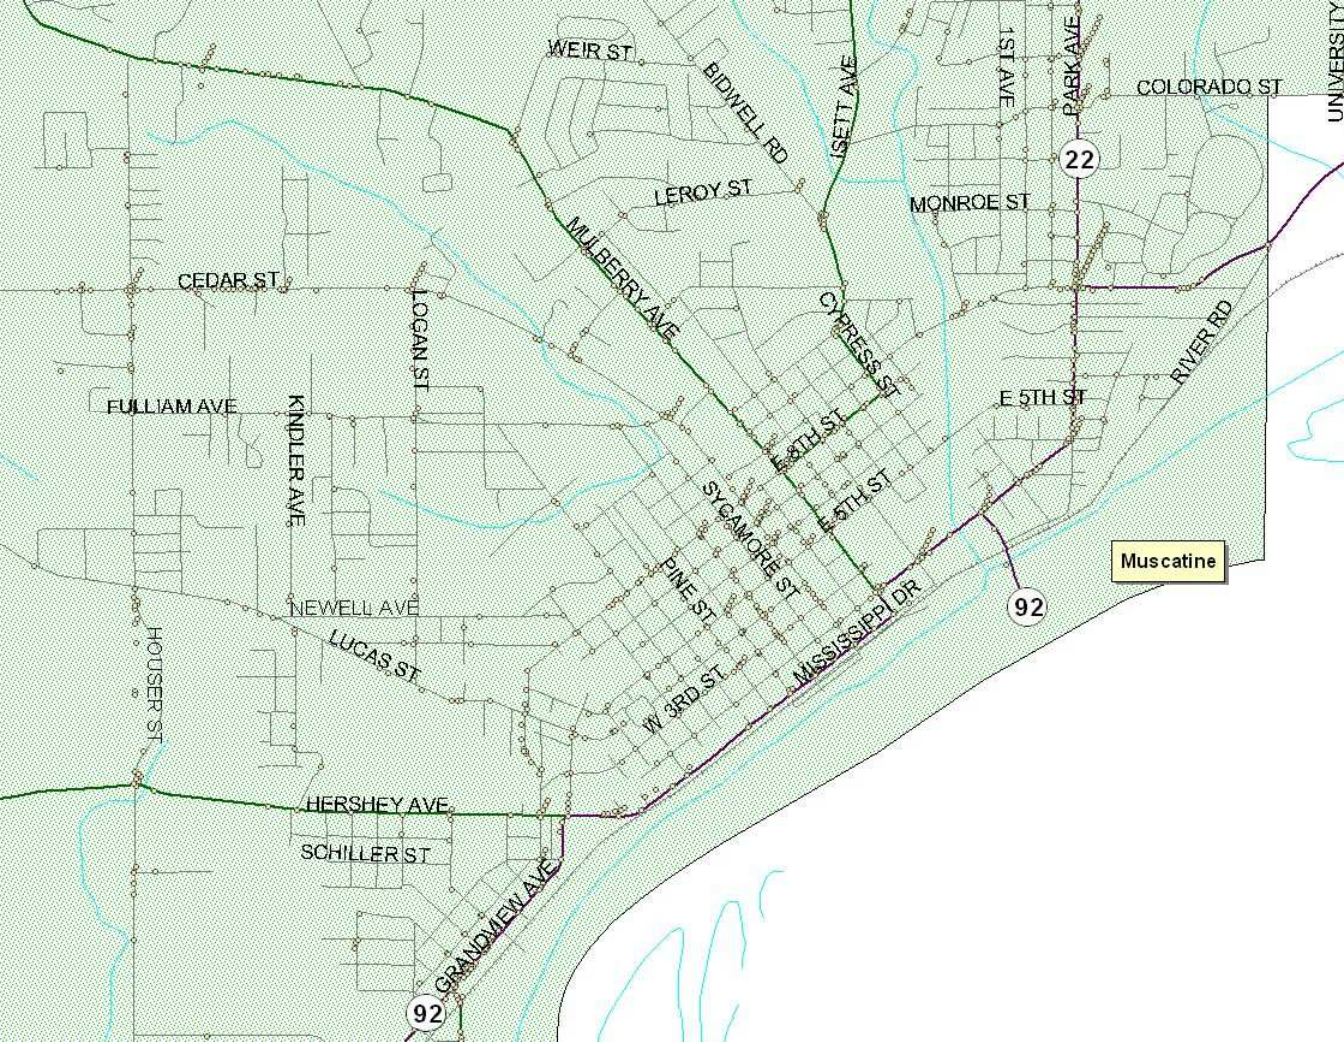 WEIR ST
BIDWELL RD
ISETT AVE
1ST AVE
PARK AVE
COLORADO ST
UNIVERSITY
22
LEROY ST
MONROE ST
MULBERRY AVE
CEDAR ST
LOGAN ST
CYPRESS ST
RIVER RD
FULLIAM AVE
KINDLER AVE
E 5TH ST
E 8TH ST
E 5TH ST
SYCAMORE ST
PINE ST
Muscatine
92
NEWELL AVE
LUCAS ST
HOUSER ST
MISSISSIPPI DR
W 3RD ST
HERSHEY AVE
SCHILLER ST
GRANDVIEW AVE
92